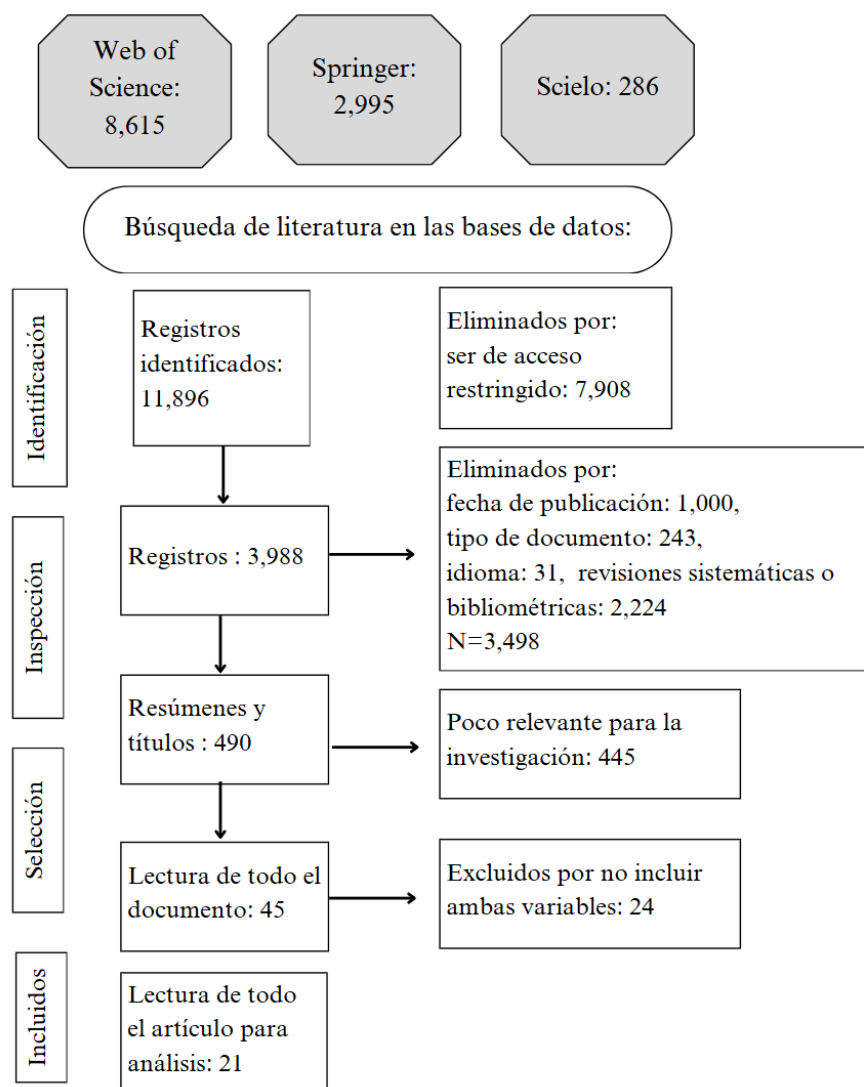 Web of
Science:
8,615
Springer:
2,995
Scielo: 286
Búsqueda de literatura en las bases de datos:
Identificación
Registros
identificados:
11,896
Eliminados por:
ser de acceso
restringido: 7,908
Inspección
Registros : 3,988
Eliminados por:
fecha de publicación: 1,000,
tipo de documento: 243,
idioma: 31, revisiones sistemáticas o
bibliométricas: 2,224
N=3,498
Resúmenes y
títulos : 490
Poco relevante para la
investigación: 445
Selección
Lectura de todo el
documento: 45
Excluidos por no incluir
ambas variables: 24
Incluidos
Lectura de todo
el artículo para
análisis: 21